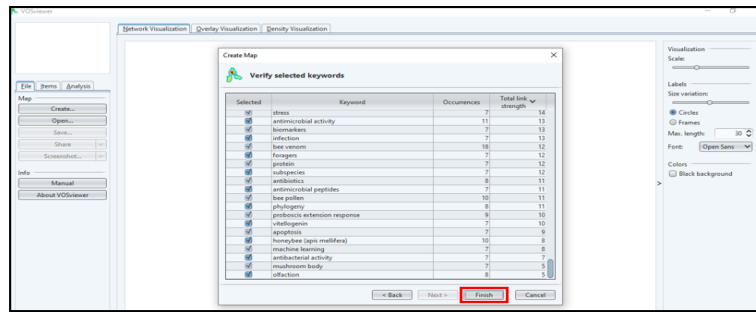 VOSviewer
Network Visualization Overlay Visualization Density Visualization
File Items Analysis
Map
Create...
Open...
Save...
Share
Screenshot...
Info
Manual
About VOSviewer
Create Map
Verify selected keywords
Selected Keyword Occurrences Total link strength
stress 7 14
antimicrobial activity 11 13
biomarkers 7 13
infection 7 13
bee venom 18 12
foragers 7 12
protein 7 12
subspecies 7 12
antibiotics 8 11
antimicrobial peptides 7 11
bee pollen 10 11
phylogeny 8 11
proboscis extension response 9 10
vitellogenin 7 10
apoptosis 7 9
honeybee (apis mellifera) 10 8
machine learning 7 8
antibacterial activity 7 7
mushroom body 7 5
olfaction 8 5
< Back Next > Finish Cancel
Visualization
Scale:
Labels
Size variation:
Circles
Frames
Max. length: 30
Font: Open Sans
Colors
Black background
>